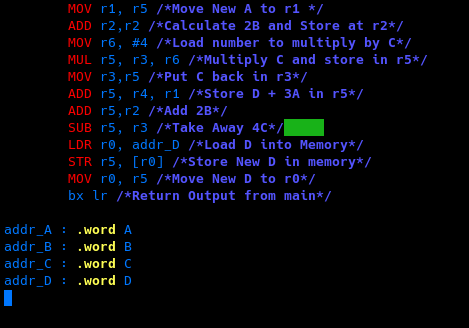 MOV r1, r5 /*Move New A to r1 */
ADD r2,r2 /*Calculate 2B and Store at r2*/
MOV r6, #4 /*Load number to multiply by C*/
MUL r5, r3, r6 /*Multiply C and store in r5*/
MOV r3,r5 /*Put C back in r3*/
ADD r5, r4, r1 /*Store D + 3A in r5*/
ADD r5,r2 /*Add 2B*/
SUB r5, r3 /*Take Away 4C*/
LDR r0, addr_D /*Load D into Memory*/
STR r5, [r0] /*Store New D in memory*/
MOV r0, r5 /*Move New D to r0*/
bx lr /*Return Output from main*/
addr_A : .word A
addr_B : .word B
addr_C : .word C
addr_D : .word D